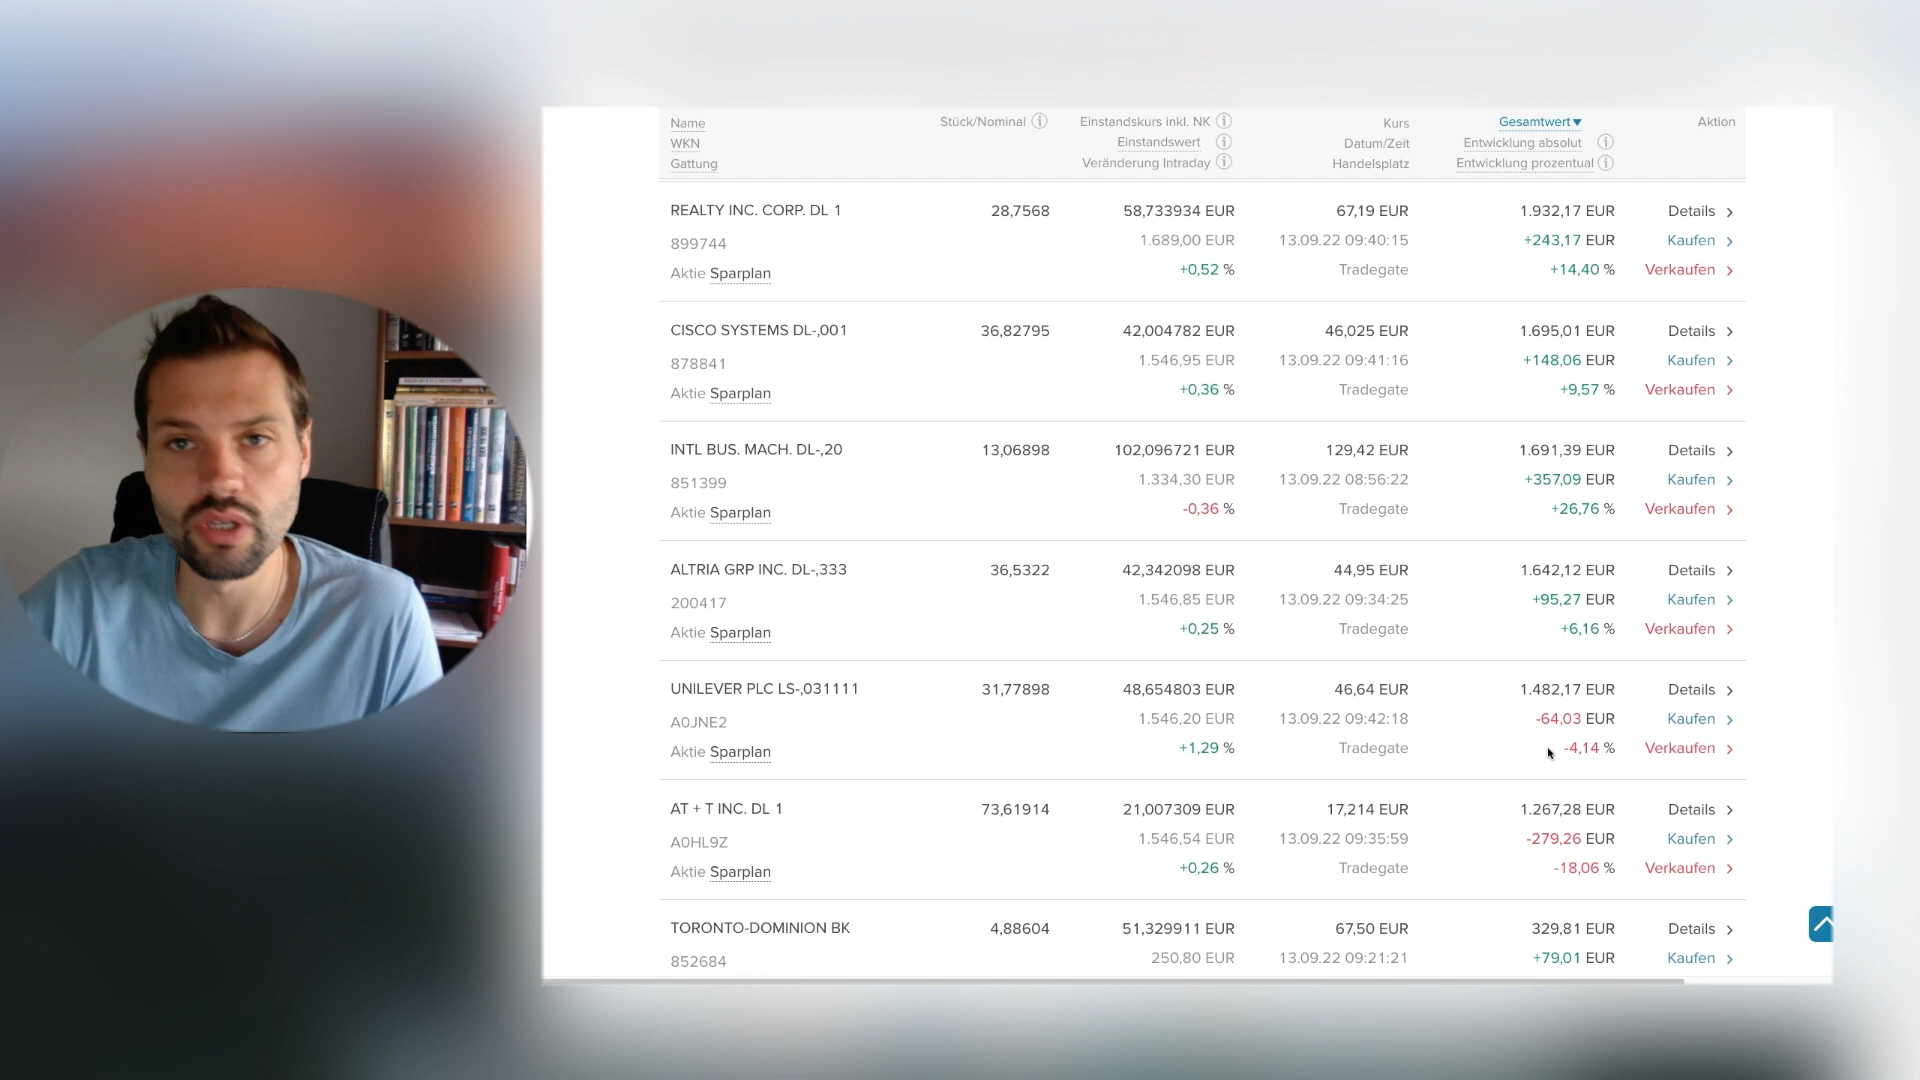 Name Stück/Nominal Einstandskurs inkl. NK Kurs Gesamtwert Aktion
WKN Einstandswert Datum/Zeit Entwicklung absolut
Gattung Veränderung Intraday Handelsplatz Entwicklung prozentual
REALTY INC. CORP. DL 1 28,7568 58,733934 EUR 67,19 EUR 1.932,17 EUR Details
899744 1.689,00 EUR 13.09.22 09:40:15 +243,17 EUR Kaufen
Aktie Sparplan +0,52 % Tradegate +14,40 % Verkaufen
CISCO SYSTEMS DL-,001 36,82795 42,004782 EUR 46,025 EUR 1.695,01 EUR Details
878841 1.546,95 EUR 13.09.22 09:41:16 +148,06 EUR Kaufen
Aktie Sparplan +0,36 % Tradegate +9,57 % Verkaufen
INTL BUS. MACH. DL-,20 13,06898 102,096721 EUR 129,42 EUR 1.691,39 EUR Details
851399 1.334,30 EUR 13.09.22 08:56:22 +357,09 EUR Kaufen
Aktie Sparplan -0,36 % Tradegate +26,76 % Verkaufen
ALTRIA GRP INC. DL-,333 36,5322 42,342098 EUR 44,95 EUR 1.642,12 EUR Details
200417 1.546,85 EUR 13.09.22 09:34:25 +95,27 EUR Kaufen
Aktie Sparplan +0,25 % Tradegate +6,16 % Verkaufen
UNILEVER PLC LS-,031111 31,77898 48,654803 EUR 46,64 EUR 1.482,17 EUR Details
A0JNE2 1.546,20 EUR 13.09.22 09:42:18 -64,03 EUR Kaufen
Aktie Sparplan +1,29 % Tradegate -4,14 % Verkaufen
AT + T INC. DL 1 73,61914 21,007309 EUR 17,214 EUR 1.267,28 EUR Details
A0HL9Z 1.546,54 EUR 13.09.22 09:35:59 -279,26 EUR Kaufen
Aktie Sparplan +0,26 % Tradegate -18,06 % Verkaufen
TORONTO-DOMINION BK 4,88604 51,329911 EUR 67,50 EUR 329,81 EUR Details
852684 250,80 EUR 13.09.22 09:21:21 +79,01 EUR Kaufen